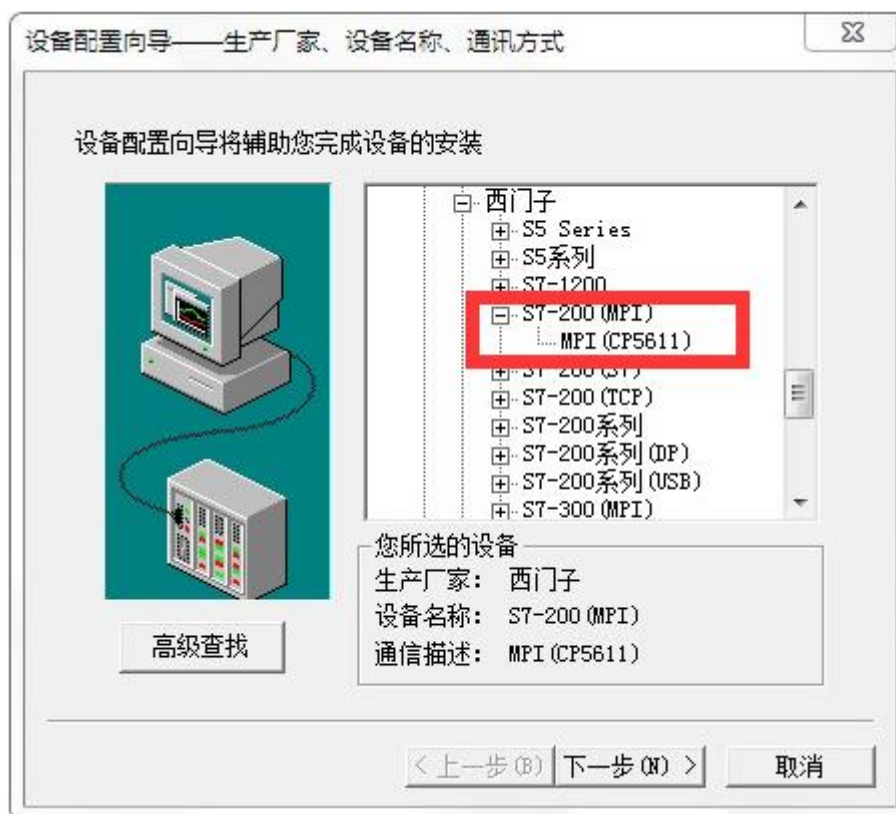 设备配置向导——生产厂家、设备名称、通讯方式
设备配置向导将辅助您完成设备的安装
西门子
S5 Series
S5系列
S7-1200
S7-200(MPI)
MPI(CP5611)
S7-200(S7)
S7-200(TCP)
S7-200系列
S7-200系列(DP)
S7-200系列(USB)
S7-300(MPI)
您所选的设备
生产厂家： 西门子
设备名称： S7-200(MPI)
通信描述： MPI(CP5611)
高级查找
< 上一步(B) 下一步(N) > 取消